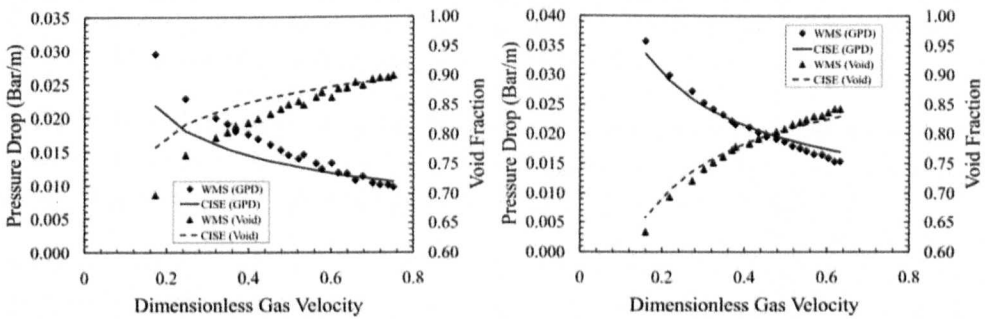 Pressure Drop (Bar/m)
0.035
0.030
0.025
0.020
0.015
0.010
0.005
0.000
WMS (GPD)
CISE (GPD)
WMS (Void)
CISE (Void)
1.00
0.95
0.90
0.85
0.80
0.75
0.70
0.65
0.60
Void Fraction
0 0.2 0.4 0.6 0.8
Dimensionless Gas Velocity
Pressure Drop (Bar/m)
0.040
0.035
0.030
0.025
0.020
0.015
0.010
0.005
0.000
WMS (GPD)
CISE (GPD)
WMS (Void)
CISE (Void)
1.00
0.95
0.90
0.85
0.80
0.75
0.70
0.65
0.60
Void Fraction
0 0.2 0.4 0.6 0.8
Dimensionless Gas Velocity